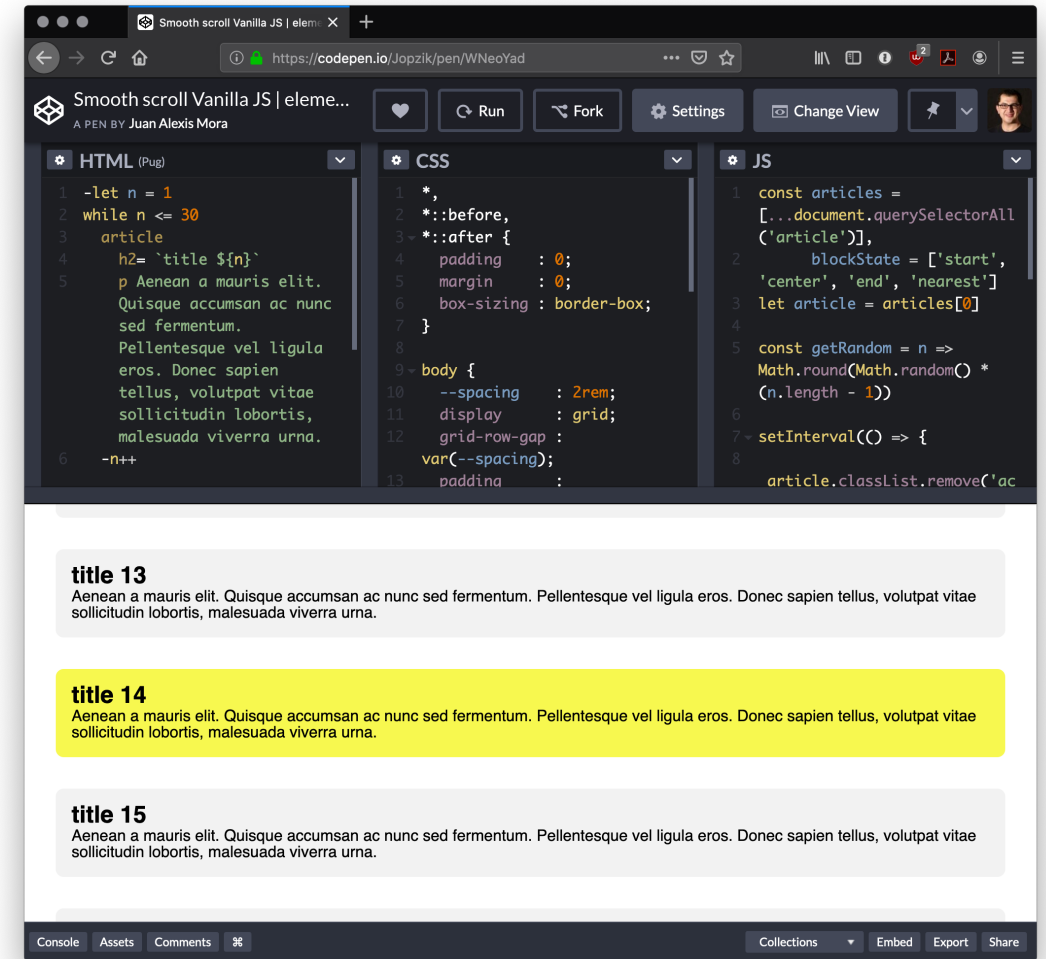 Smooth scroll Vanilla JS | eleme
https://codepen.io/Jopzik/pen/WNeoYad
2
Smooth scroll Vanilla JS | eleme...
A PEN BY Juan Alexis Mora
Run
Fork
Settings
Change View
HTML (Pug)
1 -let n = 1
2 while n <= 30
3 article
4 h2= `title ${n}`
5 p Aenean a mauris elit.
Quisque accumsan ac nunc
sed fermentum.
Pellentesque vel ligula
eros. Donec sapien
tellus, volutpat vitae
sollicitudin lobortis,
malesuada viverra urna.
6 -n++
CSS
1 *,
2 *::before,
3 *::after {
4 padding : 0;
5 margin : 0;
6 box-sizing : border-box;
7 }
8
9 body {
10 --spacing : 2rem;
11 display : grid;
12 grid-row-gap :
var(--spacing);
13 padding :
JS
1 const articles =
[...document.querySelectorAll
('article')],
2 blockState = ['start',
'center', 'end', 'nearest']
3 let article = articles[0]
4
5 const getRandom = n =>
Math.round(Math.random() *
(n.length - 1))
6
7 setInterval(() => {
8
article.classList.remove('ac
title 13
Aenean a mauris elit. Quisque accumsan ac nunc sed fermentum. Pellentesque vel ligula eros. Donec sapien tellus, volutpat vitae
sollicitudin lobortis, malesuada viverra urna.
title 14
Aenean a mauris elit. Quisque accumsan ac nunc sed fermentum. Pellentesque vel ligula eros. Donec sapien tellus, volutpat vitae
sollicitudin lobortis, malesuada viverra urna.
title 15
Aenean a mauris elit. Quisque accumsan ac nunc sed fermentum. Pellentesque vel ligula eros. Donec sapien tellus, volutpat vitae
sollicitudin lobortis, malesuada viverra urna.
Console
Assets
Comments
⌘
Collections
Embed
Export
Share